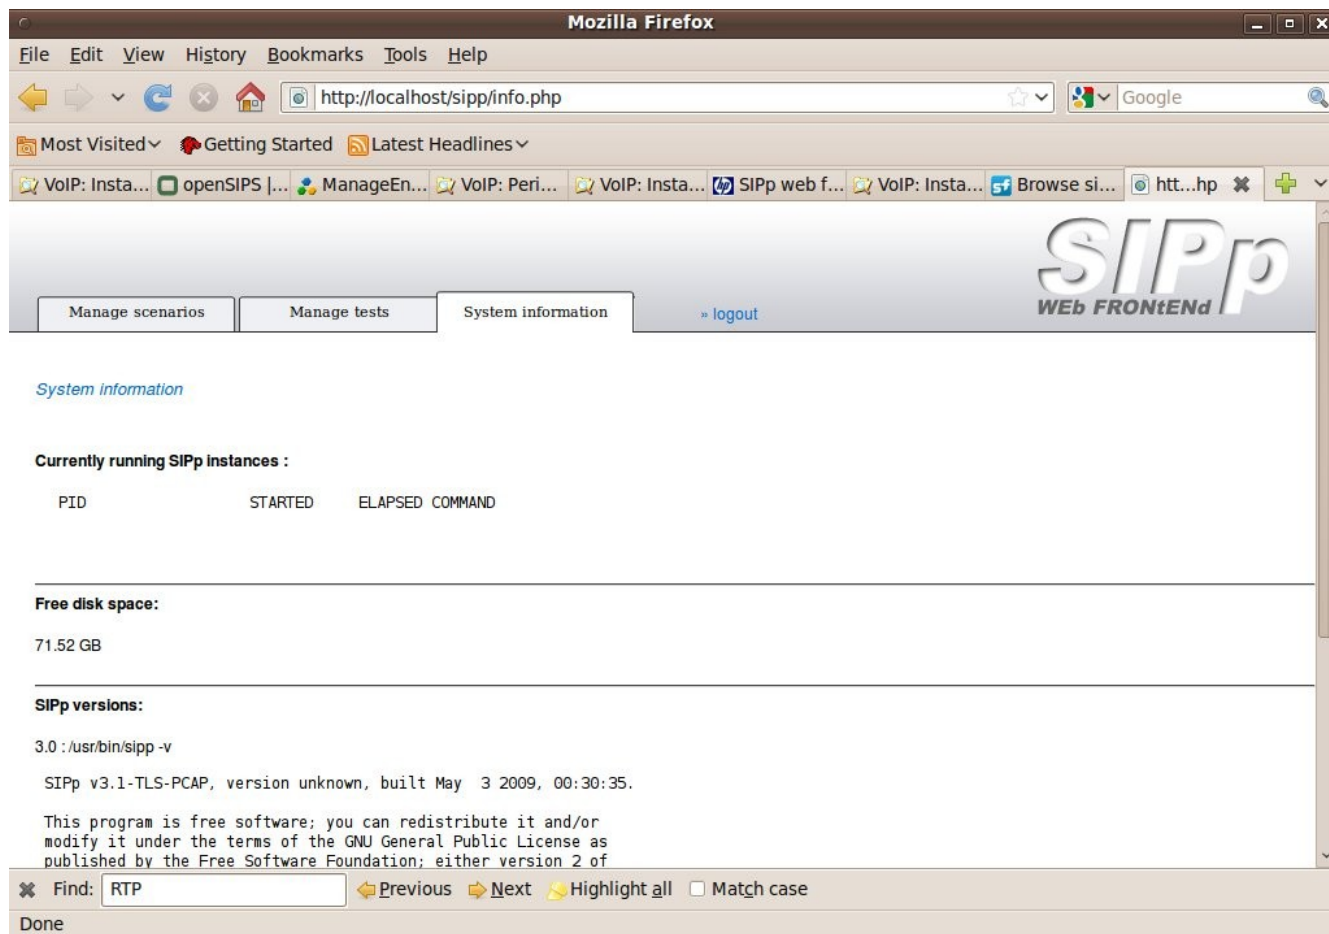 Mozilla Firefox
File Edit View History Bookmarks Tools Help
http://localhost/sipp/info.php Google
Most Visited Getting Started Latest Headlines
VoIP: Insta... openSIPS |... ManageEn... VoIP: Peri... VoIP: Insta... SIPp web f... VoIP: Insta... Browse si... htt...hp
SIPp
WEb FRONtENd
Manage scenarios Manage tests System information » logout
System information
Currently running SIPp instances :
PID STARTED ELAPSED COMMAND
Free disk space:
71.52 GB
SIPp versions:
3.0 : /usr/bin/sipp -v
SIPp v3.1-TLS-PCAP, version unknown, built May  3 2009, 00:30:35.
This program is free software; you can redistribute it and/or
modify it under the terms of the GNU General Public License as
published by the Free Software Foundation; either version 2 of
Find: RTP Previous Next Highlight all Match case
Done